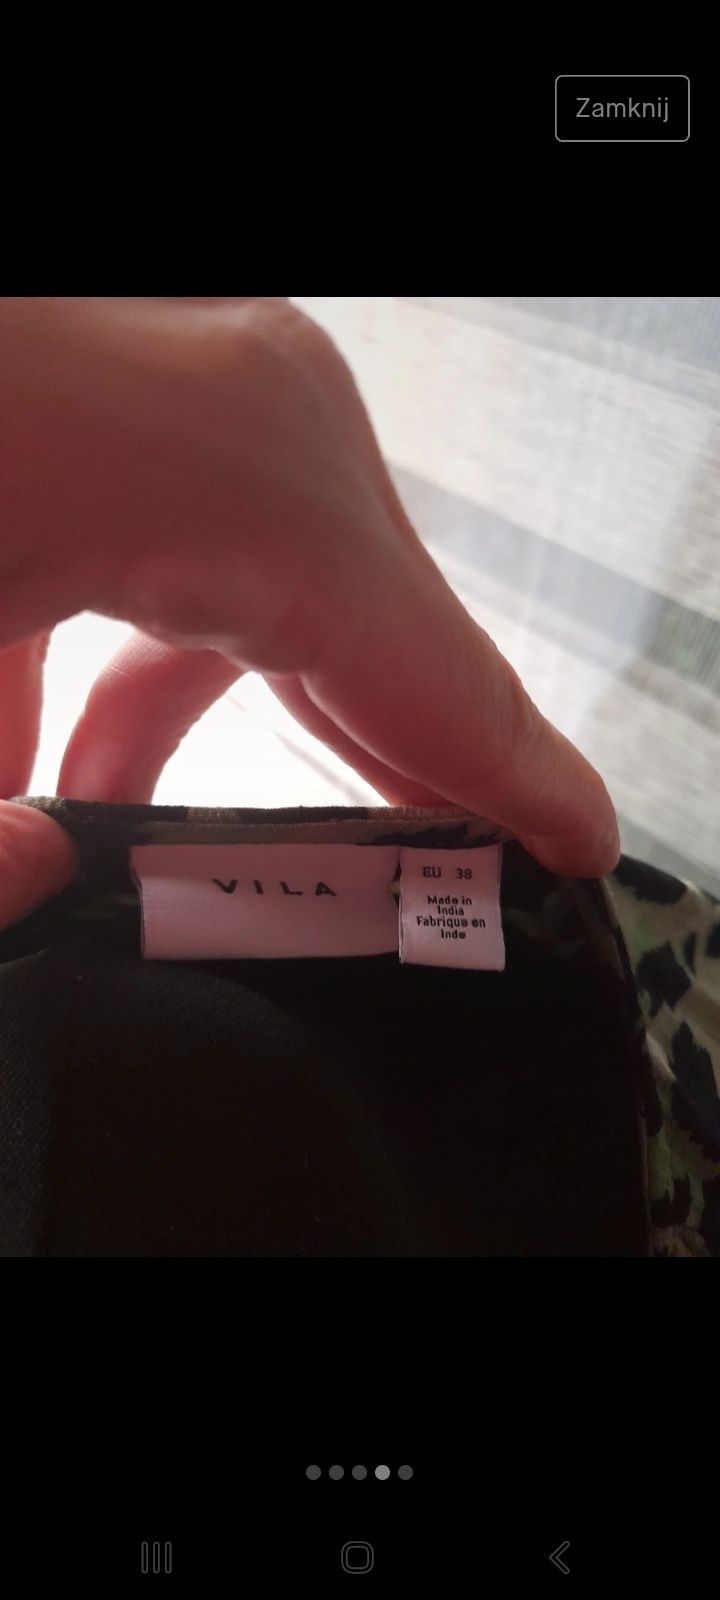 Zamknij
VILA
EU 38
Made in
India
Fabrique en
Inde